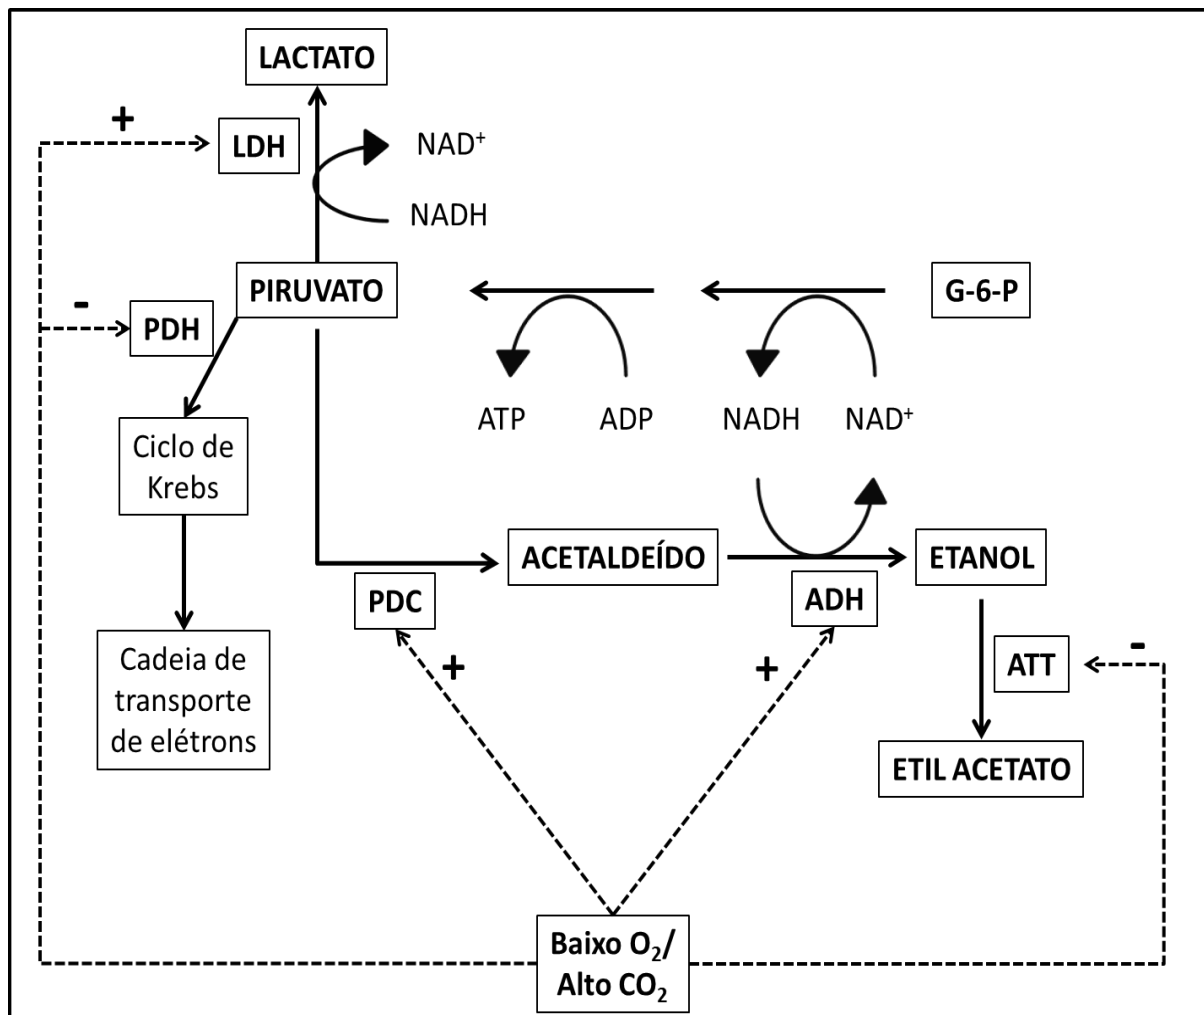 LACTATO
+
LDH
NAD⁺
NADH
PIRUVATO
G-6-P
-
PDH
ATP
ADP
NADH
NAD⁺
Ciclo de
Krebs
ACETALDEÍDO
ETANOL
PDC
ADH
+
+
ATT
-
Cadeia de
transporte
de elétrons
ETIL ACETATO
Baixo O₂/
Alto CO₂